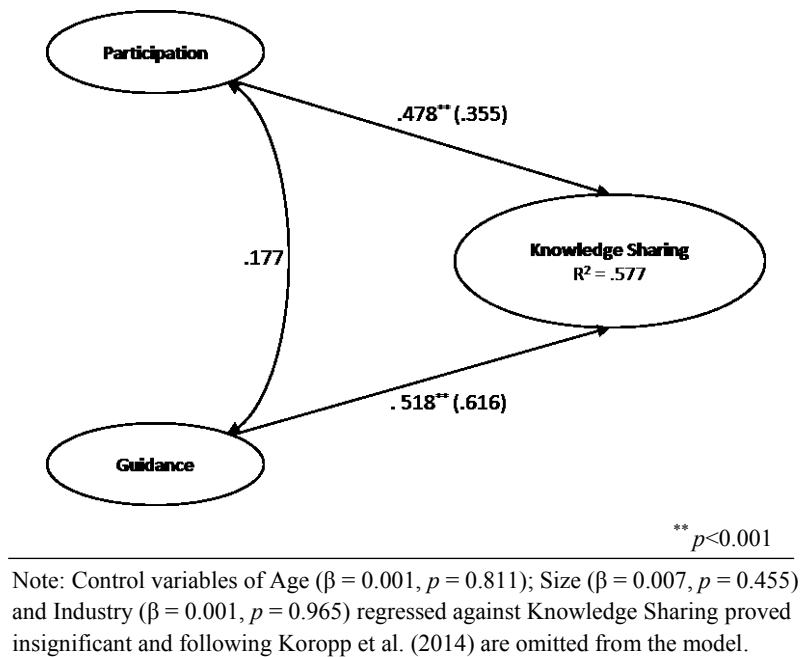 Participation
.478** (.355)
Knowledge Sharing
R² = .577
.177
. 518** (.616)
Guidance
** p<0.001
Note: Control variables of Age (β = 0.001, p = 0.811); Size (β = 0.007, p = 0.455)
and Industry (β = 0.001, p = 0.965) regressed against Knowledge Sharing proved
insignificant and following Koropp et al. (2014) are omitted from the model.